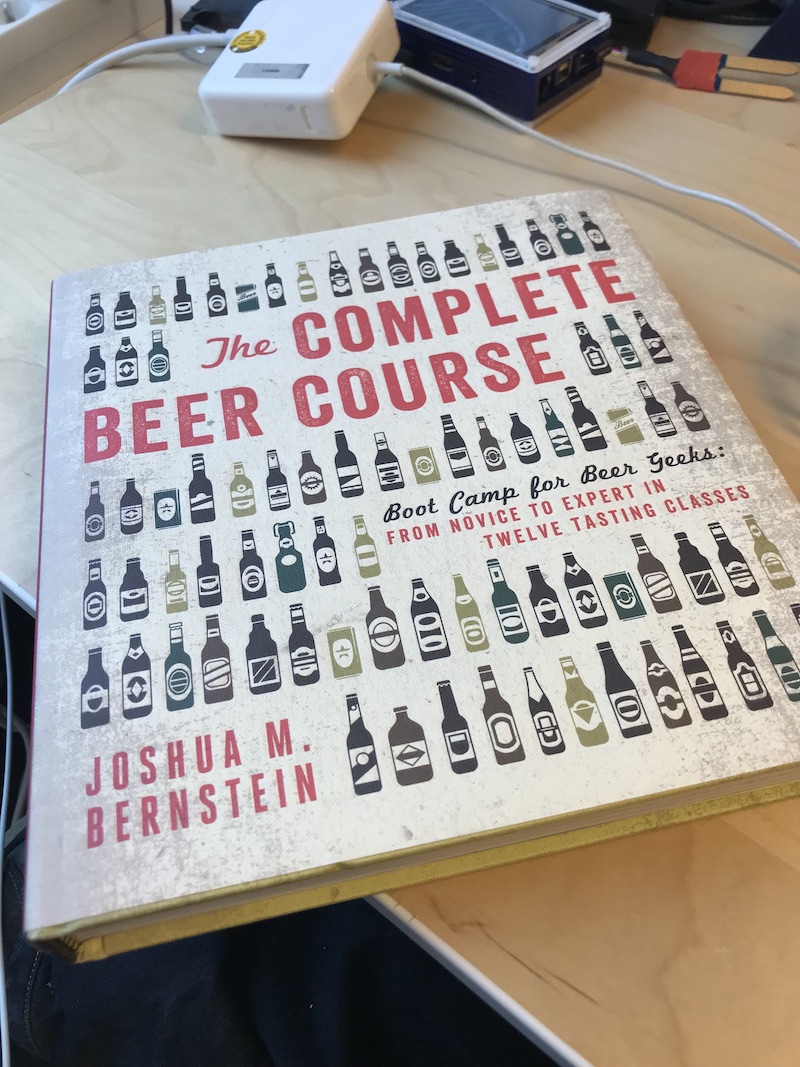 The COMPLETE
BEER COURSE
Boot Camp for Beer Geeks:
FROM NOVICE TO EXPERT IN
TWELVE TASTING CLASSES
JOSHUA M.
BERNSTEIN